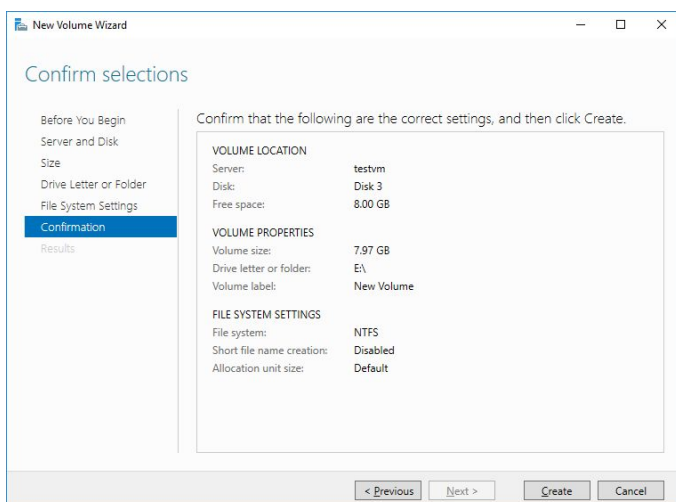 New Volume Wizard
Confirm selections
Before You Begin
Server and Disk
Size
Drive Letter or Folder
File System Settings
Confirmation
Results
Confirm that the following are the correct settings, and then click Create.
VOLUME LOCATION
Server: testvm
Disk: Disk 3
Free space: 8.00 GB
VOLUME PROPERTIES
Volume size: 7.97 GB
Drive letter or folder: E:\
Volume label: New Volume
FILE SYSTEM SETTINGS
File system: NTFS
Short file name creation: Disabled
Allocation unit size: Default
< Previous Next > Create Cancel